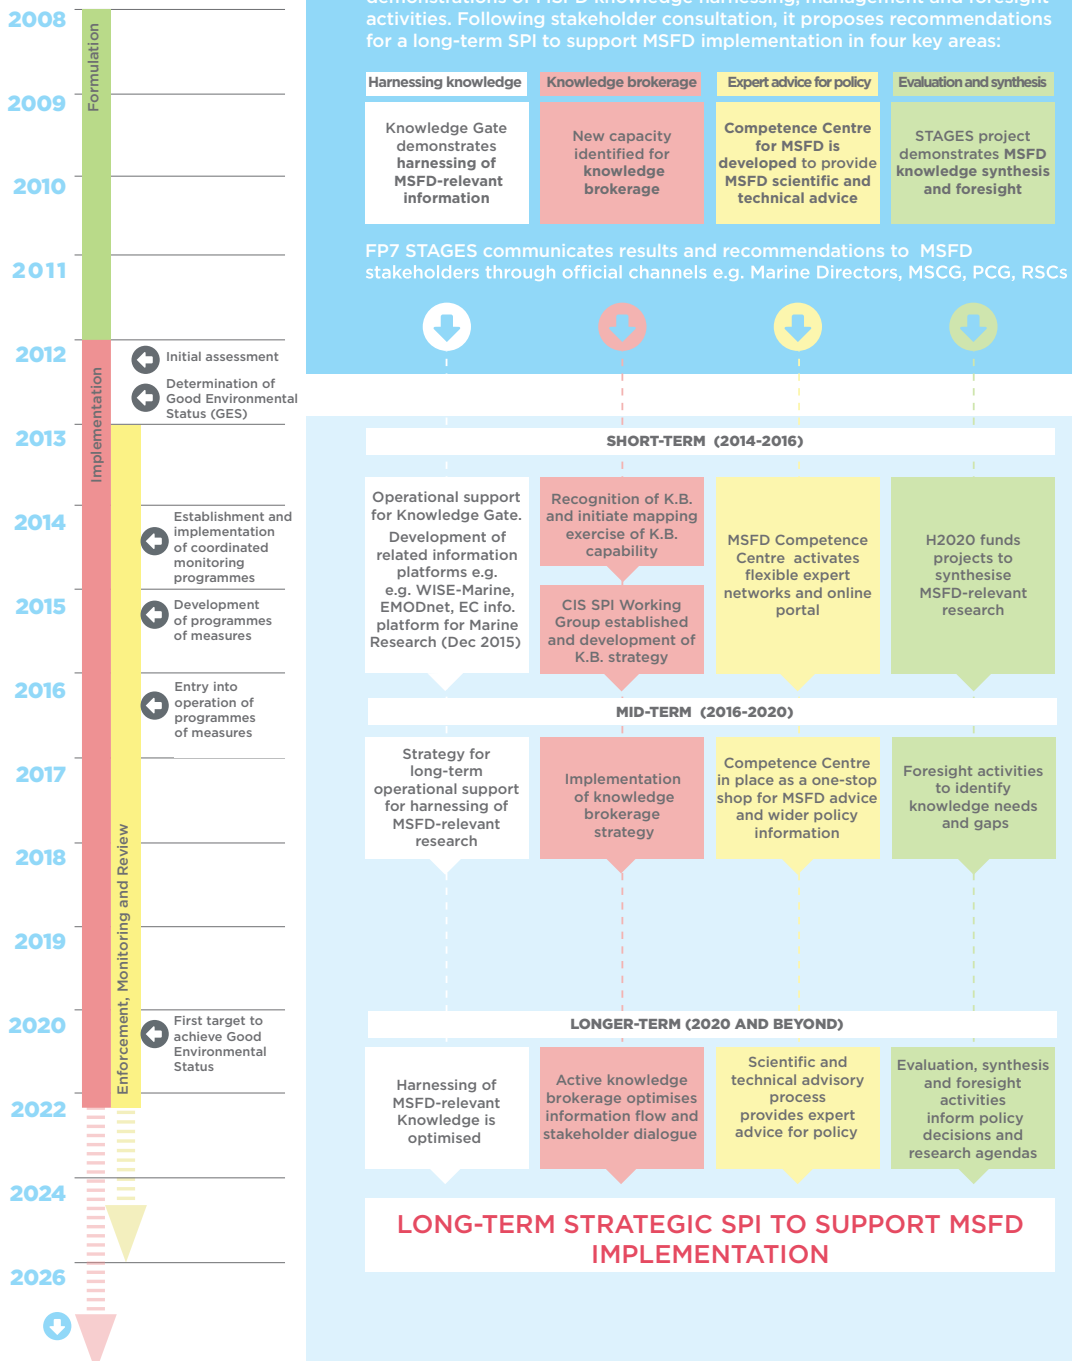 2008
2009
2010
2011
2012
2013
2014
2015
2016
2017
2018
2019
2020
2022
2024
2026
Formulation
Implementation
Enforcement, Monitoring and Review
Initial assessment
Determination of
Good Environmental
Status (GES)
Establishment and
implementation
of coordinated
monitoring
programmes
Development
of programmes
of measures
Entry into
operation of
programmes
of measures
First target to
achieve Good
Environmental
Status
demonstrations of MSFD knowledge harnessing, management and foresight
activities. Following stakeholder consultation, it proposes recommendations
for a long-term SPI to support MSFD implementation in four key areas:
Harnessing knowledge
Knowledge Gate
demonstrates
harnessing of
MSFD-relevant
information
Knowledge brokerage
New capacity
identified for
knowledge
brokerage
Expert advice for policy
Competence Centre
for MSFD is
developed to provide
MSFD scientific and
technical advice
Evaluation and synthesis
STAGES project
demonstrates MSFD
knowledge synthesis
and foresight
FP7 STAGES communicates results and recommendations to MSFD
stakeholders through official channels e.g. Marine Directors, MSCG, PCG, RSCs
SHORT-TERM (2014-2016)
Operational support
for Knowledge Gate.
Development of
related information
platforms e.g.
e.g. WISE-Marine,
EMODnet, EC info.
platform for Marine
Research (Dec 2015)
Recognition of K.B.
and initiate mapping
exercise of K.B.
capability
CIS SPI Working
Group established
and development of
K.B. strategy
MSFD Competence
Centre activates
flexible expert
networks and online
portal
H2020 funds
projects to
synthesise
MSFD-relevant
research
MID-TERM (2016-2020)
Strategy for
long-term
operational support
for harnessing of
MSFD-relevant
research
Implementation
of knowledge
brokerage
strategy
Competence Centre
in place as a one-stop
shop for MSFD advice
and wider policy
information
Foresight activities
to identify
knowledge needs
and gaps
LONGER-TERM (2020 AND BEYOND)
Harnessing of
MSFD-relevant
Knowledge is
optimised
Active knowledge
brokerage optimises
information flow and
stakeholder dialogue
Scientific and
technical advisory
process
provides expert
advice for policy
Evaluation, synthesis
and foresight
activities
inform policy
decisions and
research agendas
LONG-TERM STRATEGIC SPI TO SUPPORT MSFD
IMPLEMENTATION